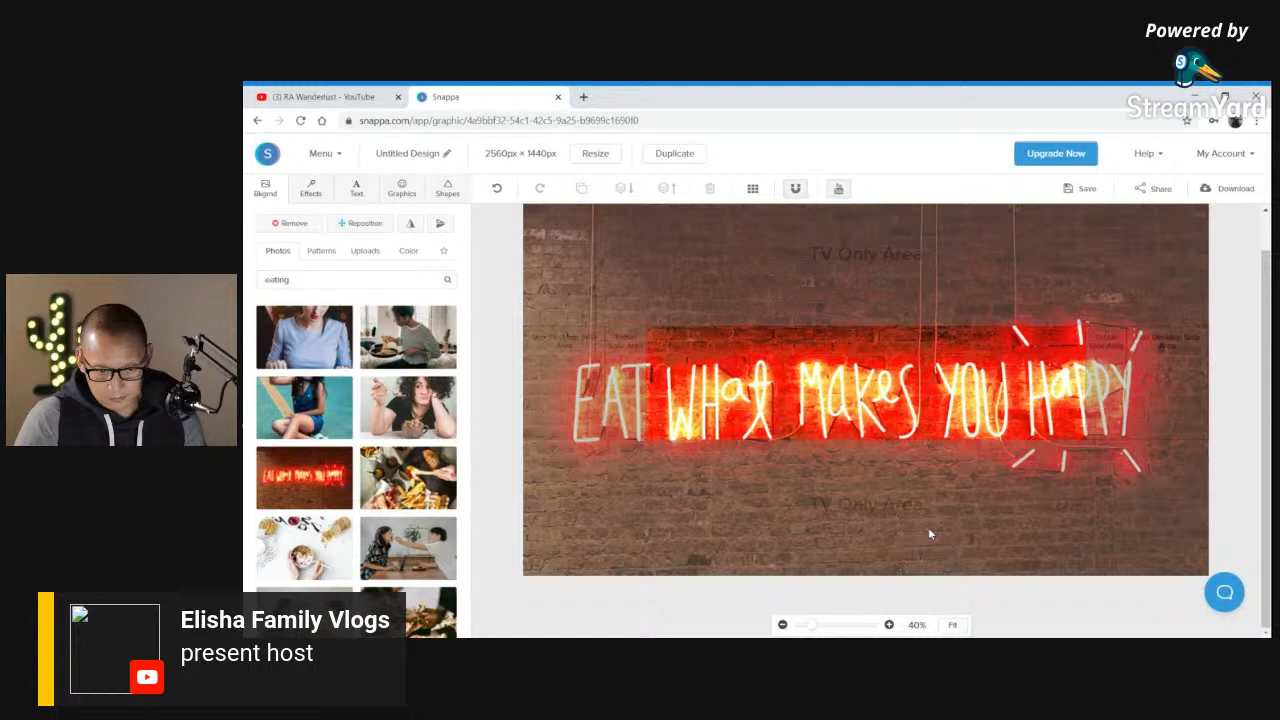 Powered by
StreamYard
(3) RA Wanderlust - YouTube
Snappa
snappa.com/app/graphic/4a9bbf32-54c1-42c5-9a25-b9699c1690f0
S
Menu
Untitled Design
2560px × 1440px
Resize
Duplicate
Upgrade Now
Help
My Account
Bkgrnd
Effects
Text
Graphics
Shapes
Save
Share
Download
Remove
Reposition
Photos
Patterns
Uploads
Color
eating
TV Only Area
EAT WHat MAKES YOU HAPPY
TV Only Area
40%
Fit
Elisha Family Vlogs
present host